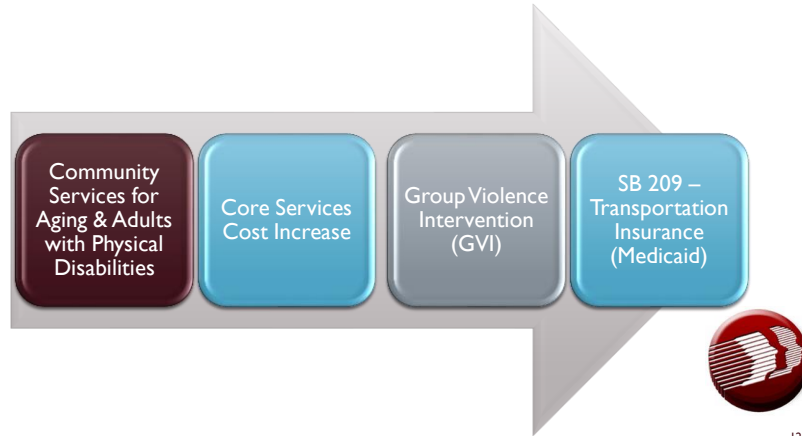 Community
Services for
Aging & Adults
with Physical
Disabilities
Core Services
Cost Increase
Group Violence
Intervention
(GVI)
SB 209 –
Transportation
Insurance
(Medicaid)